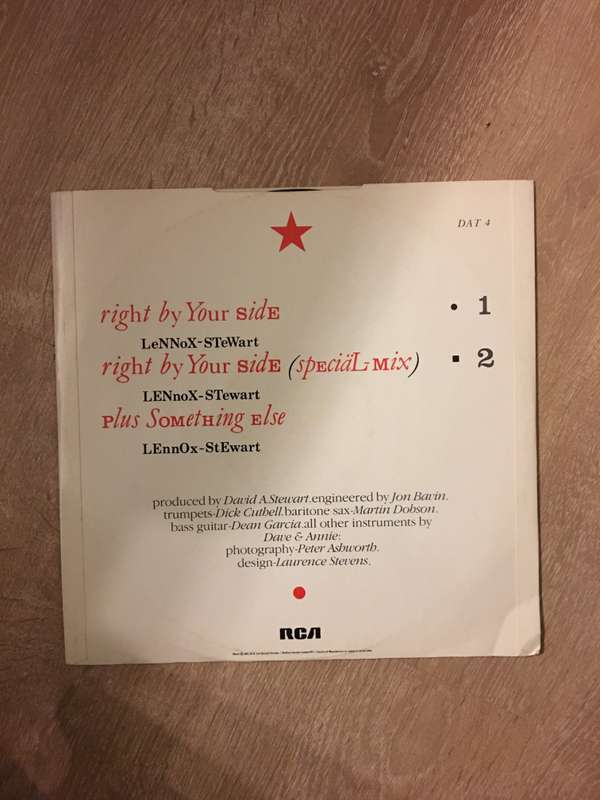 DAT 4
right by Your SidE • 1
LeNNoX-STeWart
right by Your SidE (spEciäL Mix) ▪ 2
LENnoX-STewart
Plus SOMetHing Else
LEnnOx-StEwart
produced by David A.Stewart.engineered by Jon Bavin.
trumpets-Dick Cuthell.baritone sax-Martin Dobson.
bass guitar-Dean Garcia.all other instruments by
Dave & Annie:
photography-Peter Ashworth.
design-Laurence Stevens.
RCA